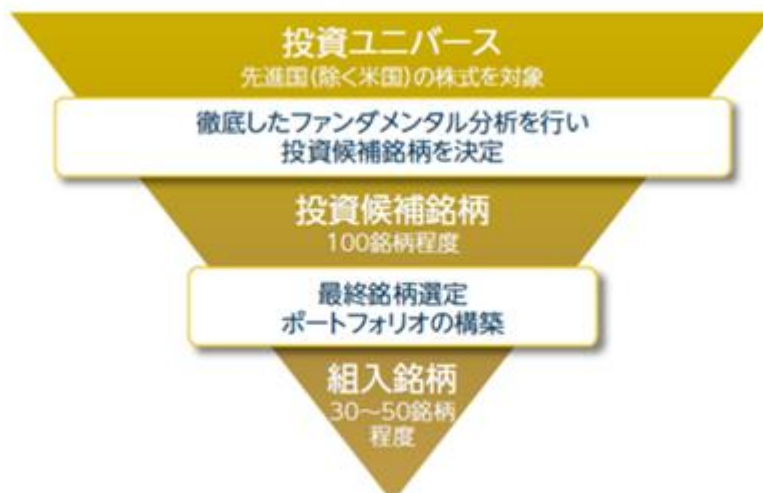 投資ユニバース
先進国(除く米国)の株式を対象
徹底したファンダメンタル分析を行い
投資候補銘柄を決定
投資候補銘柄
100銘柄程度
最終銘柄選定
ポートフォリオの構築
組入銘柄
30〜50銘柄
程度